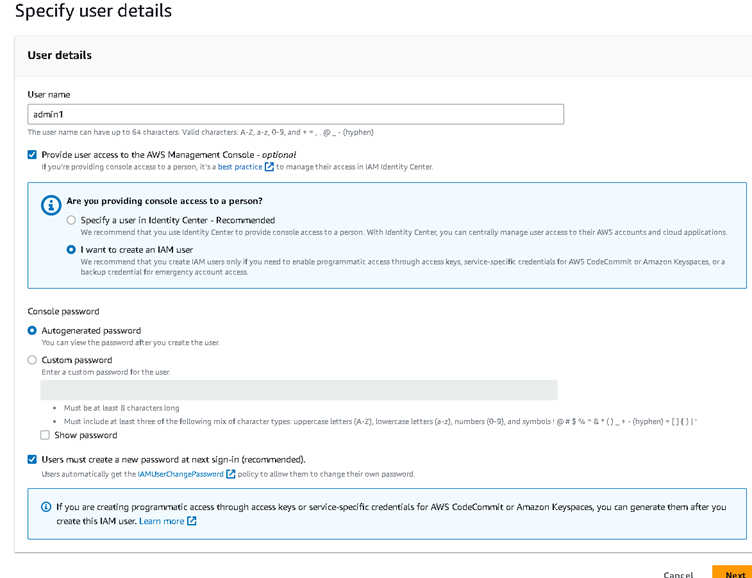 Specify user details
User details
User name
admin1
The user name can have up to 64 characters. Valid characters: A-Z, a-z, 0-9, and + = , . @ _ - (hyphen)
Provide user access to the AWS Management Console - optional
If you're providing console access to a person, it's a best practice to manage their access in IAM Identity Center.
Are you providing console access to a person?
Specify a user in Identity Center - Recommended
We recommend that you use Identity Center to provide console access to a person. With Identity Center, you can centrally manage user access to their AWS accounts and cloud applications.
I want to create an IAM user
We recommend that you create IAM users only if you need to enable programmatic access through access keys, service-specific credentials for AWS CodeCommit or Amazon Keyspaces, or a
backup credential for emergency account access.
Console password
Autogenerated password
You can view the password after you create the user.
Custom password
Enter a custom password for the user.
• Must be at least 8 characters long
• Must include at least three of the following mix of character types: uppercase letters (A-Z), lowercase letters (a-z), numbers (0-9), and symbols ! @ # $ % ^ & * ( ) _ + - (hyphen) = [ ] { } | '
Show password
Users must create a new password at next sign-in (recommended).
Users automatically get the IAMUserChangePassword policy to allow them to change their own password.
If you are creating programmatic access through access keys or service-specific credentials for AWS CodeCommit or Amazon Keyspaces, you can generate them after you
create this IAM user. Learn more
Cancel Next